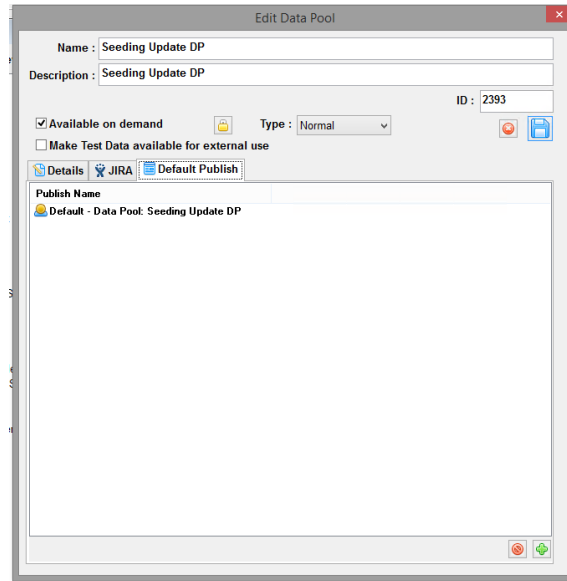 Edit Data Pool
Name : Seeding Update DP
Description : Seeding Update DP
ID : 2393
Available on demand Type : Normal
Make Test Data available for external use
Details JIRA Default Publish
Publish Name
Default - Data Pool: Seeding Update DP